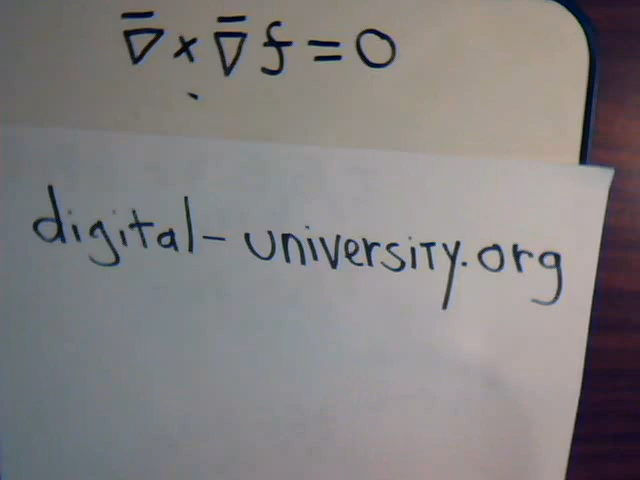 ∇̅ × ∇̅ f = 0
digital-university.org